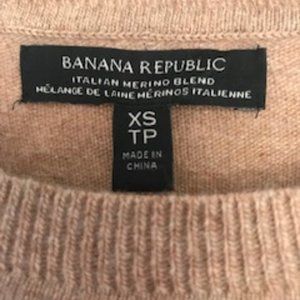 BANANA REPUBLIC
ITALIAN MERINO BLEND
MÉLANGE DE LAINE MÉRINOS ITALIENNE
XS
TP
MADE IN
CHINA